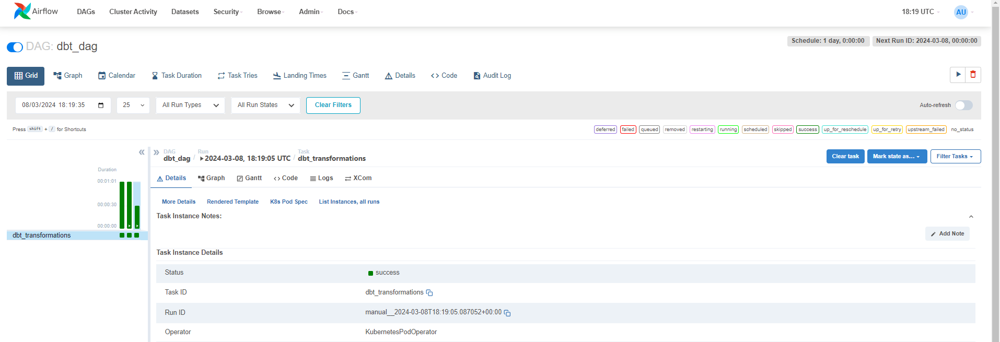 Airflow DAGs Cluster Activity Datasets Security Browse Admin Docs 18:19 UTC AU
DAG: dbt_dag Schedule: 1 day, 0:00:00 Next Run ID: 2024-03-08, 00:00:00
Grid Graph Calendar Task Duration Task Tries Landing Times Gantt Details Code Audit Log
08/03/2024 18:19:35 25 All Run Types All Run States Clear Filters Auto-refresh
Press shift + / for Shortcuts deferred failed queued removed restarting running scheduled skipped success up_for_reschedule up_for_retry upstream_failed no_status
DAG Run Task
dbt_dag / 2024-03-08, 18:19:05 UTC / dbt_transformations Clear task Mark state as... Filter Tasks
Duration
00:01:01
00:00:30
00:00:00
dbt_transformations
Details Graph Gantt Code Logs XCom
More Details Rendered Template K8s Pod Spec List Instances, all runs
Task Instance Notes:
Add Note
Task Instance Details
Status success
Task ID dbt_transformations
Run ID manual__2024-03-08T18:19:05.087052+00:00
Operator KubernetesPodOperator